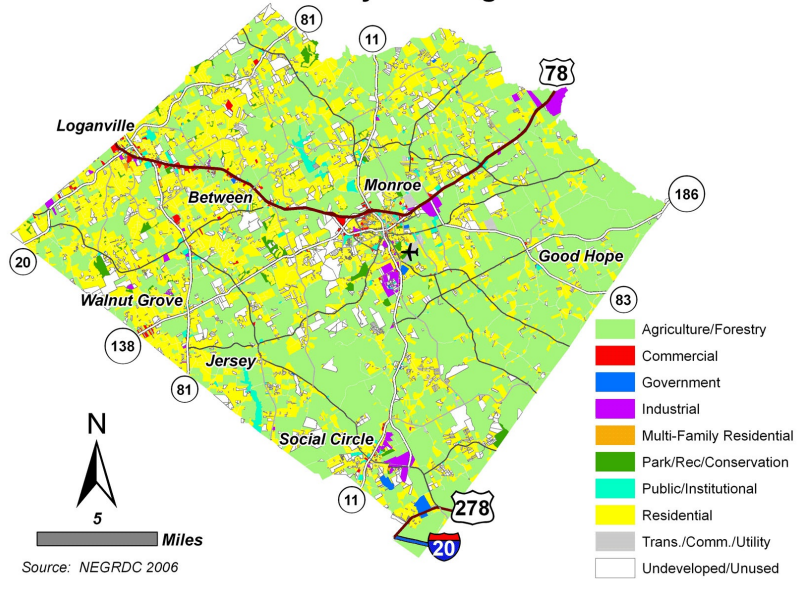 81
11
78
Loganville
Between
Monroe
186
20
Good Hope
83
Walnut Grove
138
Jersey
81
Social Circle
11
278
20
N
5
Miles
Source: NEGRDC 2006
Agriculture/Forestry
Commercial
Government
Industrial
Multi-Family Residential
Park/Rec/Conservation
Public/Institutional
Residential
Trans./Comm./Utility
Undeveloped/Unused